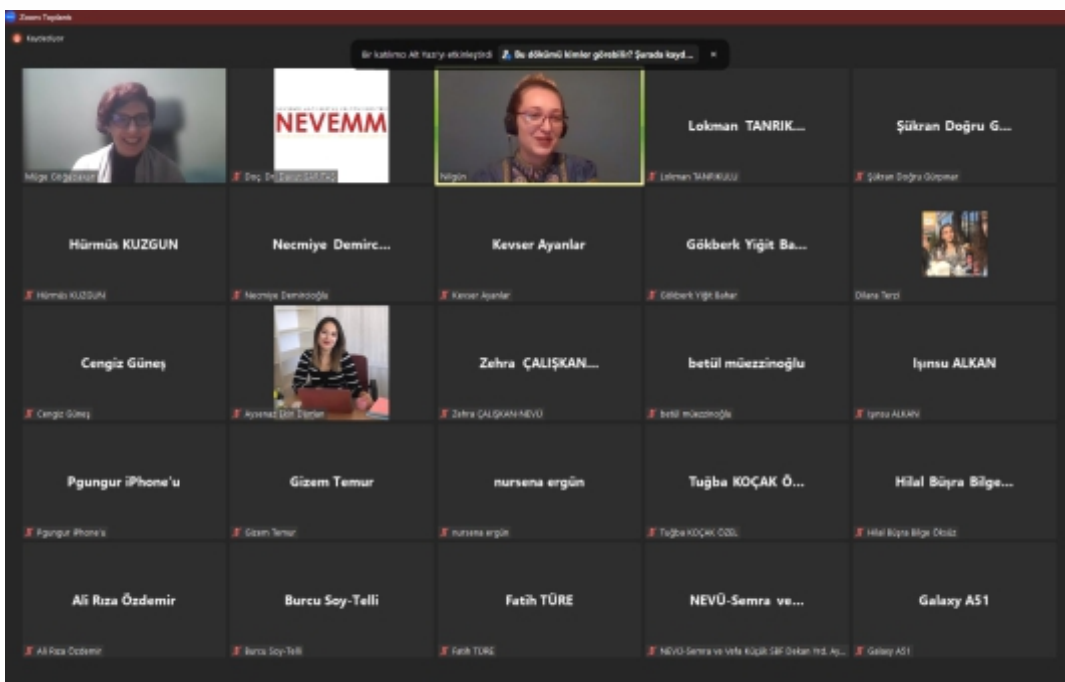 Zoom Toplantı
Kaydediliyor
Bir katılımcı Alt Yazı'yı etkinleştirdi Bu dökümü kimler görebilir? Şurada kayd...
NEVEMM
Lokman TANRIK...
Şükran Doğru G...
Nilgün
Lokman TANRIKULU
Şükran Doğru Gürpınar
Hürmüs KUZGUN
Necmiye Demirc...
Kevser Ayanlar
Gökberk Yiğit Ba...
Hürmüs KUZGUN
Necmiye Demircioğlu
Kevser Ayanlar
Gökberk Yiğit Bahar
Dilara Terzi
Cengiz Güneş
Zehra ÇALIŞKAN...
betül müezzinoğlu
Işınsu ALKAN
Cengiz Güneş
Zehra ÇALIŞKAN-NEVÜ
betül müezzinoğlu
Işınsu ALKAN
Pgungur iPhone'u
Gizem Temur
nursena ergün
Tuğba KOÇAK Ö...
Hilal Büşra Bilge...
Pgungur iPhone'u
Gizem Temur
nursena ergün
Tuğba KOÇAK ÖZEL
Hilal Büşra Bilge Öksüz
Ali Rıza Özdemir
Burcu Soy-Telli
Fatih TÜRE
NEVÜ-Semra ve...
Galaxy A51
Ali Rıza Özdemir
Burcu Soy-Telli
Fatih TÜRE
NEVÜ-Semra ve Vefa Küçük SBF Dekan Yrd. Ay...
Galaxy A51